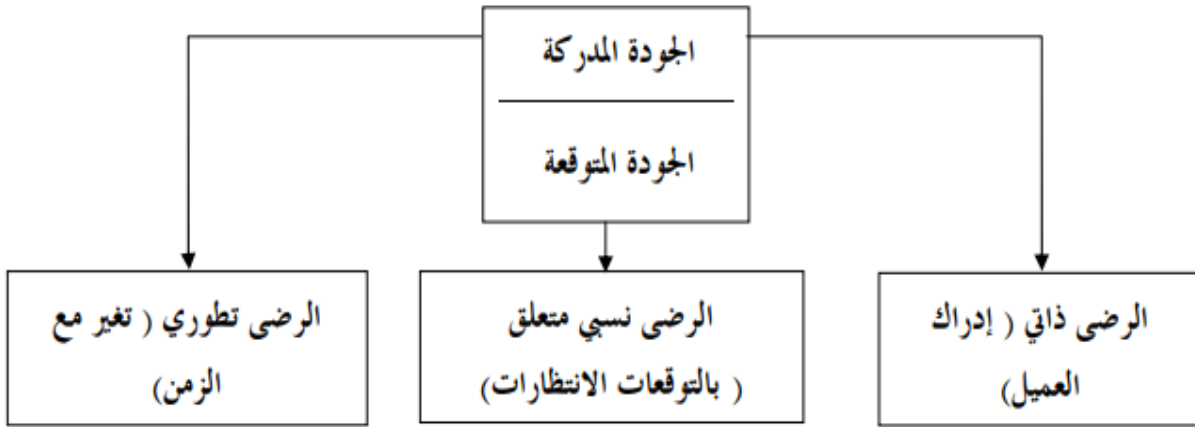 الجودة المدركة
الجودة المتوقعة
الرضى ذاتي ( إدراك
العميل)
الرضى نسبي متعلق
( بالتوقعات الانتظارات)
الرضى تطوري ( تغير مع
الزمن)